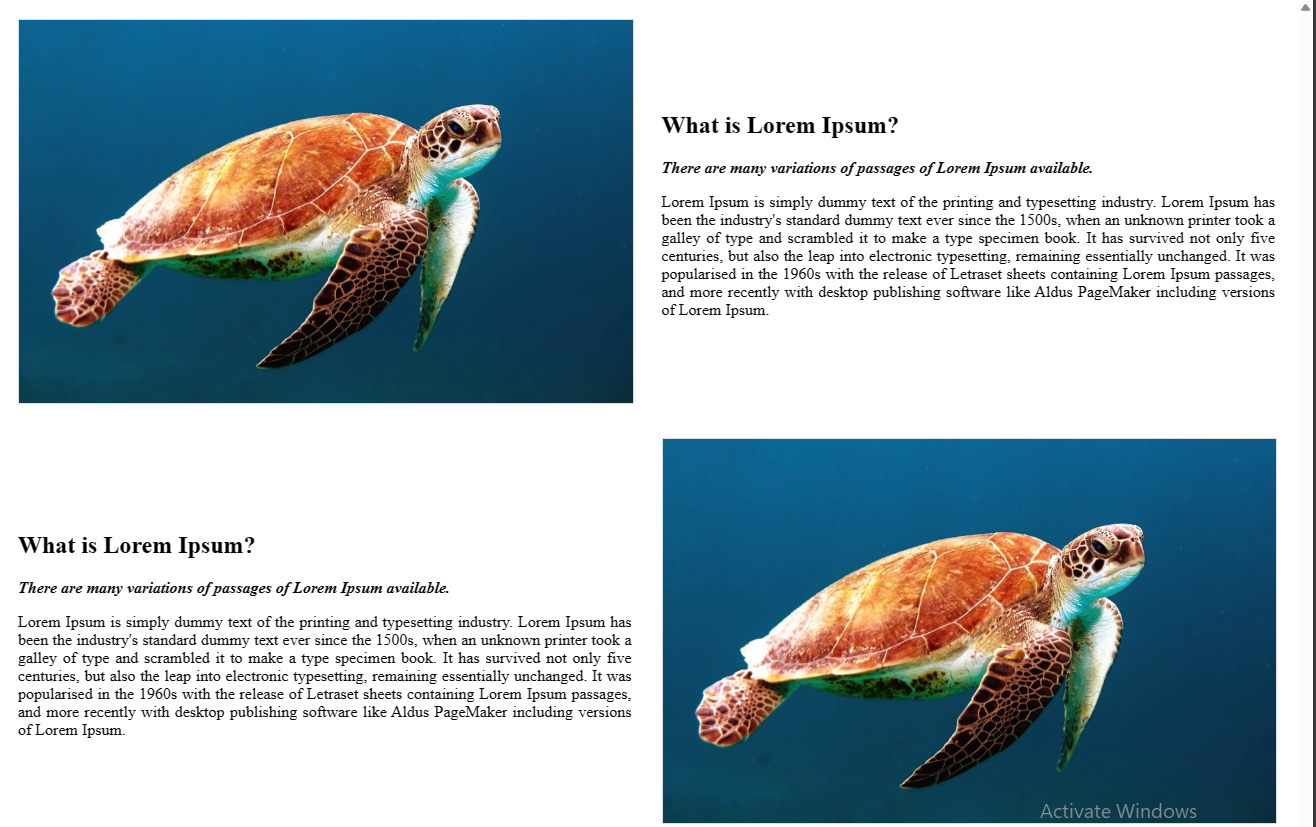 What is Lorem Ipsum?
There are many variations of passages of Lorem Ipsum available.
Lorem Ipsum is simply dummy text of the printing and typesetting industry. Lorem Ipsum has
been the industry's standard dummy text ever since the 1500s, when an unknown printer took a
galley of type and scrambled it to make a type specimen book. It has survived not only five
centuries, but also the leap into electronic typesetting, remaining essentially unchanged. It was
popularised in the 1960s with the release of Letraset sheets containing Lorem Ipsum passages,
and more recently with desktop publishing software like Aldus PageMaker including versions
of Lorem Ipsum.
What is Lorem Ipsum?
There are many variations of passages of Lorem Ipsum available.
Lorem Ipsum is simply dummy text of the printing and typesetting industry. Lorem Ipsum has
been the industry's standard dummy text ever since the 1500s, when an unknown printer took a
galley of type and scrambled it to make a type specimen book. It has survived not only five
centuries, but also the leap into electronic typesetting, remaining essentially unchanged. It was
popularised in the 1960s with the release of Letraset sheets containing Lorem Ipsum passages,
and more recently with desktop publishing software like Aldus PageMaker including versions
of Lorem Ipsum.
Activate Windows